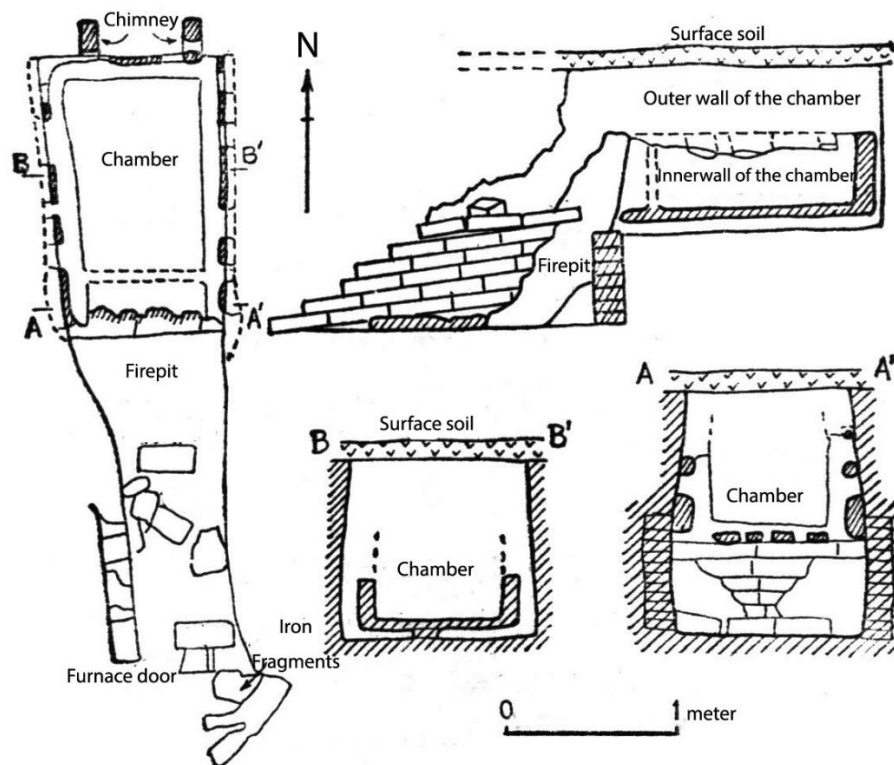 Chimney
N
Surface soil
Outer wall of the chamber
Chamber
B
B'
Innerwall of the chamber
Firepit
A
A'
Firepit
A
A'
Surface soil
B
B'
Chamber
Chamber
Iron
Fragments
Furnace door
0
1
meter